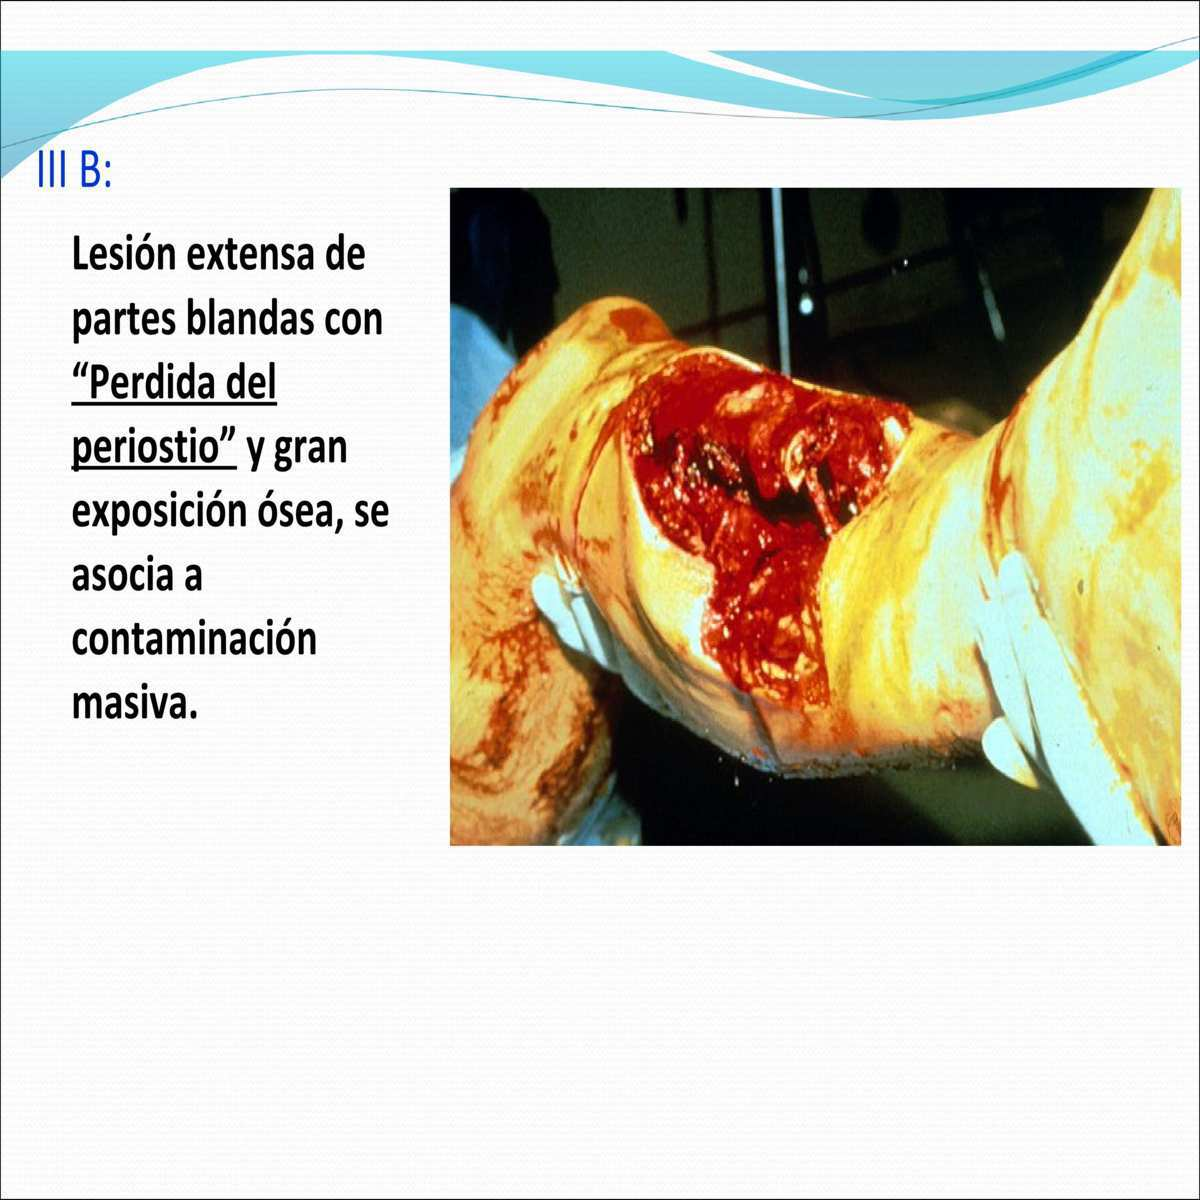 III B:
Lesión extensa de
partes blandas con
“Perdida del
periostio” y gran
exposición ósea, se
asocia a
contaminación
masiva.